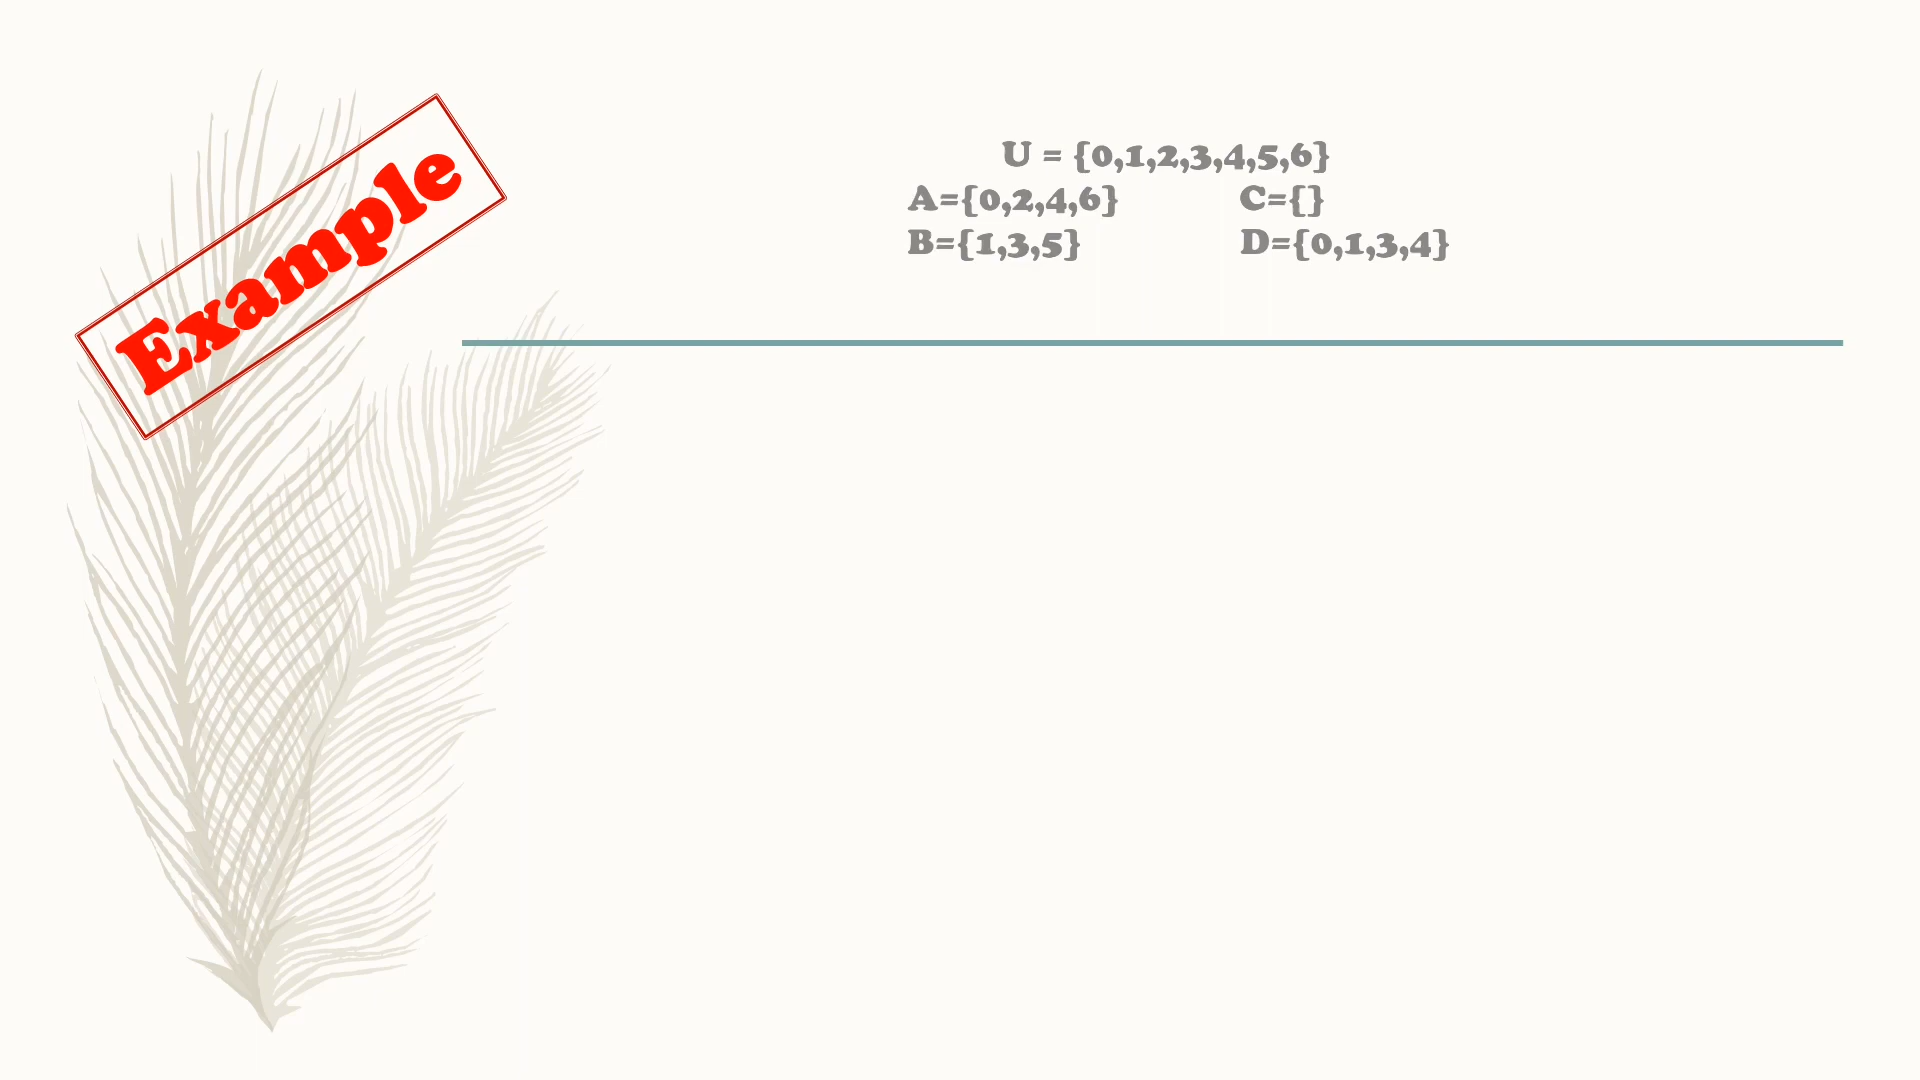 Example
U = {0,1,2,3,4,5,6}
A={0,2,4,6} C={}
B={1,3,5} D={0,1,3,4}